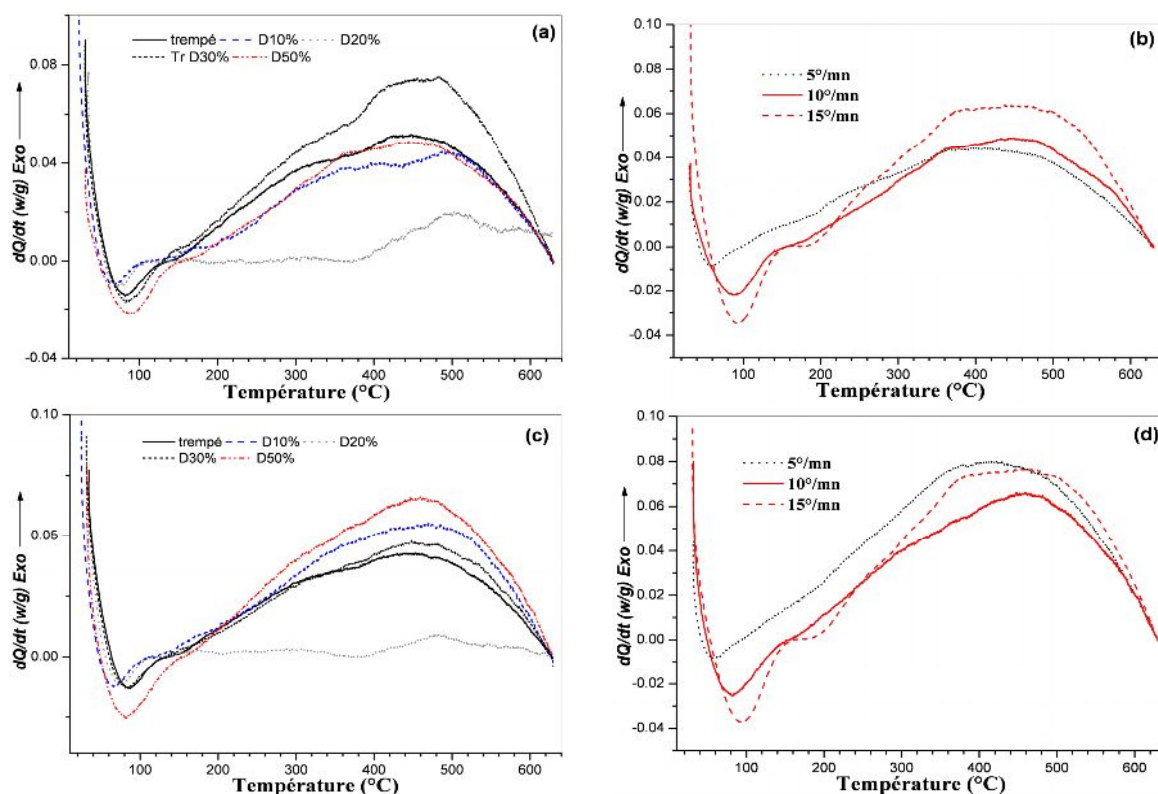 (a)
trempé D10% D20%
Tr D30% D50%
dQ/dt (w/g) Exo
0.08
0.04
0.00
-0.04
100 200 300 400 500 600
Température (°C)
(b)
5°/mn
10°/mn
15°/mn
dQ/dt (w/g) Exo
0.10
0.08
0.06
0.04
0.02
0.00
-0.02
-0.04
100 200 300 400 500 600
Température (°C)
(c)
trempé D10% D20%
D30% D50%
dQ/dt (w/g) Exo
0.10
0.05
0.00
100 200 300 400 500 600
Température (°C)
(d)
5°/mn
10°/mn
15°/mn
dQ/dt (w/g) Exo
0.10
0.08
0.06
0.04
0.02
0.00
-0.02
-0.04
100 200 300 400 500 600
Température (°C)